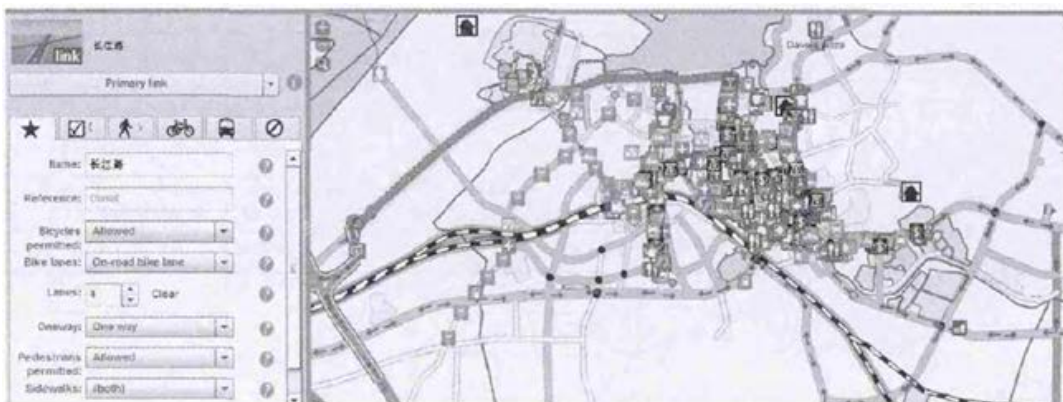 link
长江路
Primary link
Name: 长江路
Reference:
Bicycles permitted: Allowed
Bike lanes: On-road bike lane
Lanes: 4 Clear
Oneway: One way
Pedestrians permitted: Allowed
Sidewalks: (both)